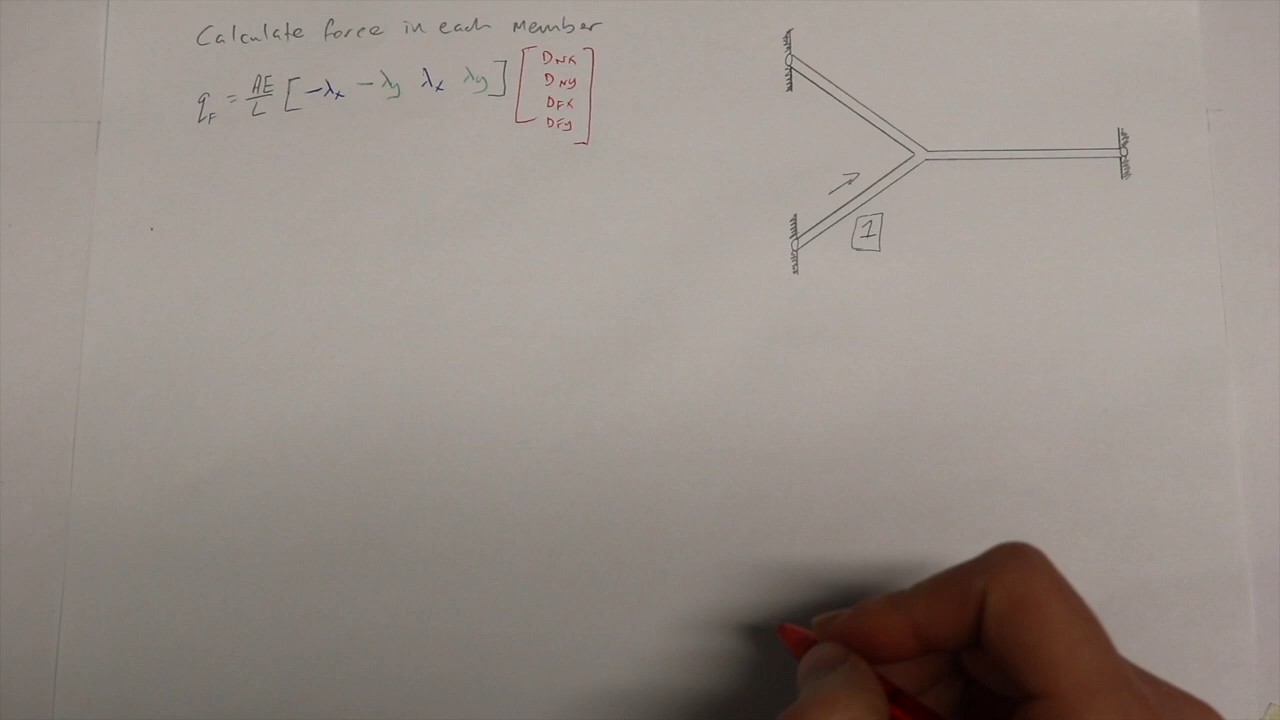 Calculate force in each member
q_F = AE/L [-λx -λy λx λy] [DNx
DNy
DFx
DFy]
1